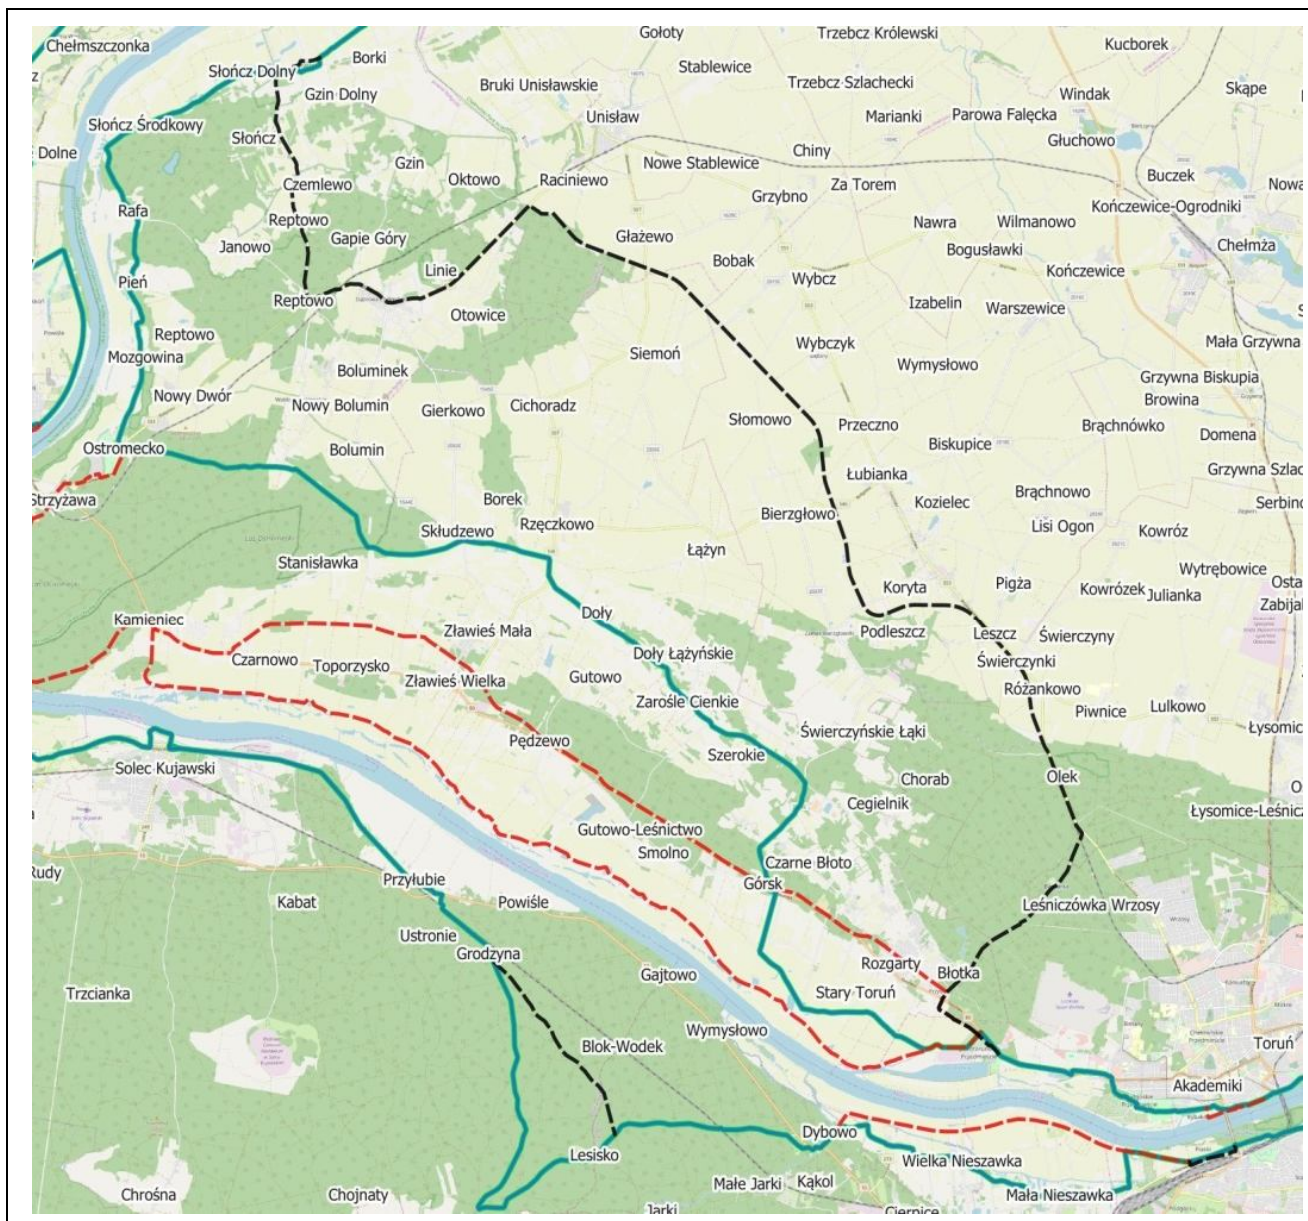 Chełmszczonka
Gołoty
Trzebcz Królewski
Kucborek
Borki
Słończ Dolny
Stablewice
Trzebcz Szlachecki
Skąpe
Bruki Unisławskie
Gzin Dolny
Windak
Unisław
Marianki
Parowa Falęcka
Słończ Środkowy
Słończ
Głuchowo
Dolne
Gzin
Nowe Stablewice
Chiny
Oktowo
Raciniewo
Za Torem
Buczek
Nowa
Czemlewo
Grzybno
Kończewice-Ogrodniki
Rafa
Reptowo
Nawra
Wilmanowo
Janowo
Gapie Góry
Głażewo
Bogusławki
Chełmża
Linie
Bobak
Kończewice
Pień
Wybcz
Reptowo
Otowice
Izabelin
Warszewice
Reptowo
Wybczyk
Mała Grzywna
Mozgowina
Siemoń
Wymysłowo
Boluminek
Grzywna Biskupia
Nowy Dwór
Browina
Nowy Bolumin
Gierkowo
Cichoradz
Słomowo
Przeczno
Brąchnówko
Domena
Ostromecko
Bolumin
Biskupice
Łubianka
Grzywna Szlac
Strzyżawa
Borek
Brąchnowo
Kozielec
Serbino
Bierzgłowo
Skłudzewo
Rzęczkowo
Lisi Ogon
Kowróz
Łążyn
Stanisławka
Wytrębowice
Pigża
Osta
Koryta
Kowrózek
Julianka
Zabijal
Kamieniec
Doły
Zławieś Mała
Podleszcz
Leszcz
Świerczyny
Czarnowo
Toporzysko
Doły Łążyńskie
Świerczynki
Zławieś Wielka
Gutowo
Różankowo
Zarośle Cienkie
Piwnice
Lulkowo
Świerczyńskie Łąki
Łysomic
Pędzewo
Szerokie
Solec Kujawski
Chorab
Olek
Cegielnik
Łysomice-Leśnicz
Gutowo-Leśnictwo
Smolno
Czarne Błoto
Rudy
Przyłubie
Górsk
Kabat
Powiśle
Leśniczówka Wrzosy
Ustronie
Grodzyna
Rozgarty
Błotka
Gajtowo
Trzcianka
Stary Toruń
Wymysłowo
Blok-Wodek
Toruń
Akademiki
Dybowo
Lesisko
Wielka Nieszawka
Małe Jarki
Kąkol
Chrośna
Chojnaty
Mała Nieszawka
Jarki
Cierpice